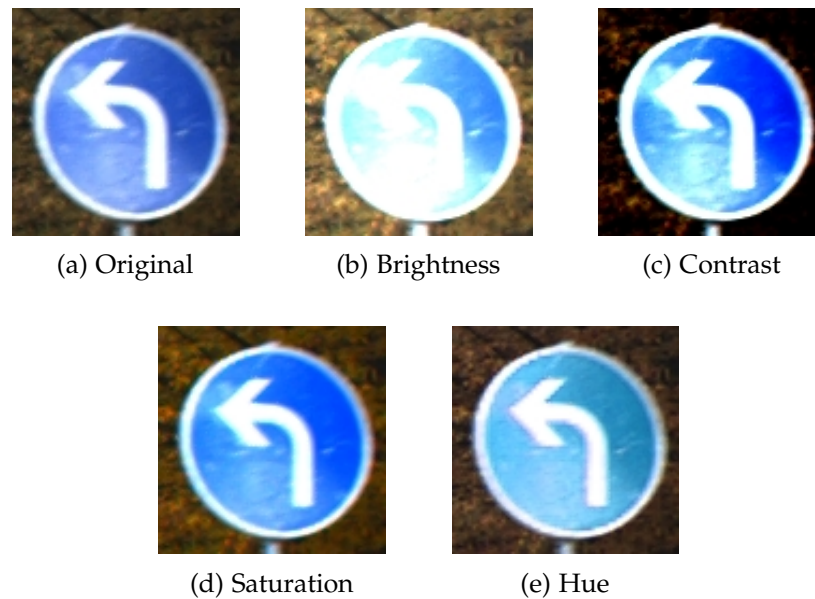 (a) Original
(b) Brightness
(c) Contrast
(d) Saturation
(e) Hue